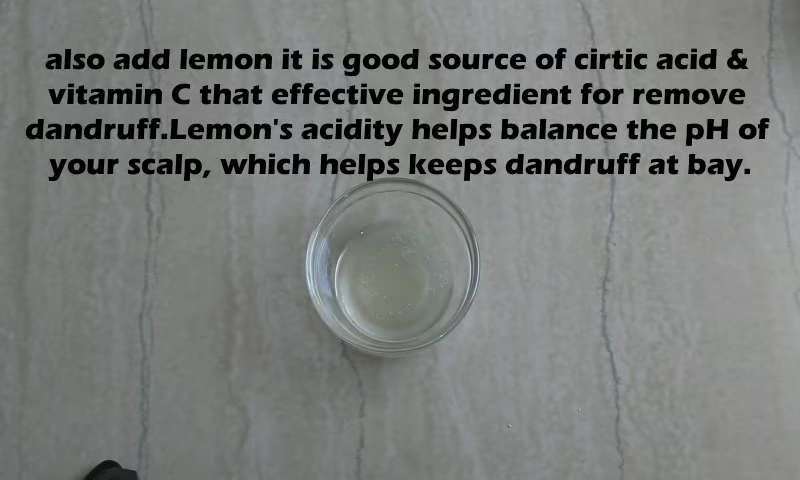 also add lemon it is good source of cirtic acid &
vitamin C that effective ingredient for remove
dandruff.Lemon's acidity helps balance the pH of
your scalp, which helps keeps dandruff at bay.